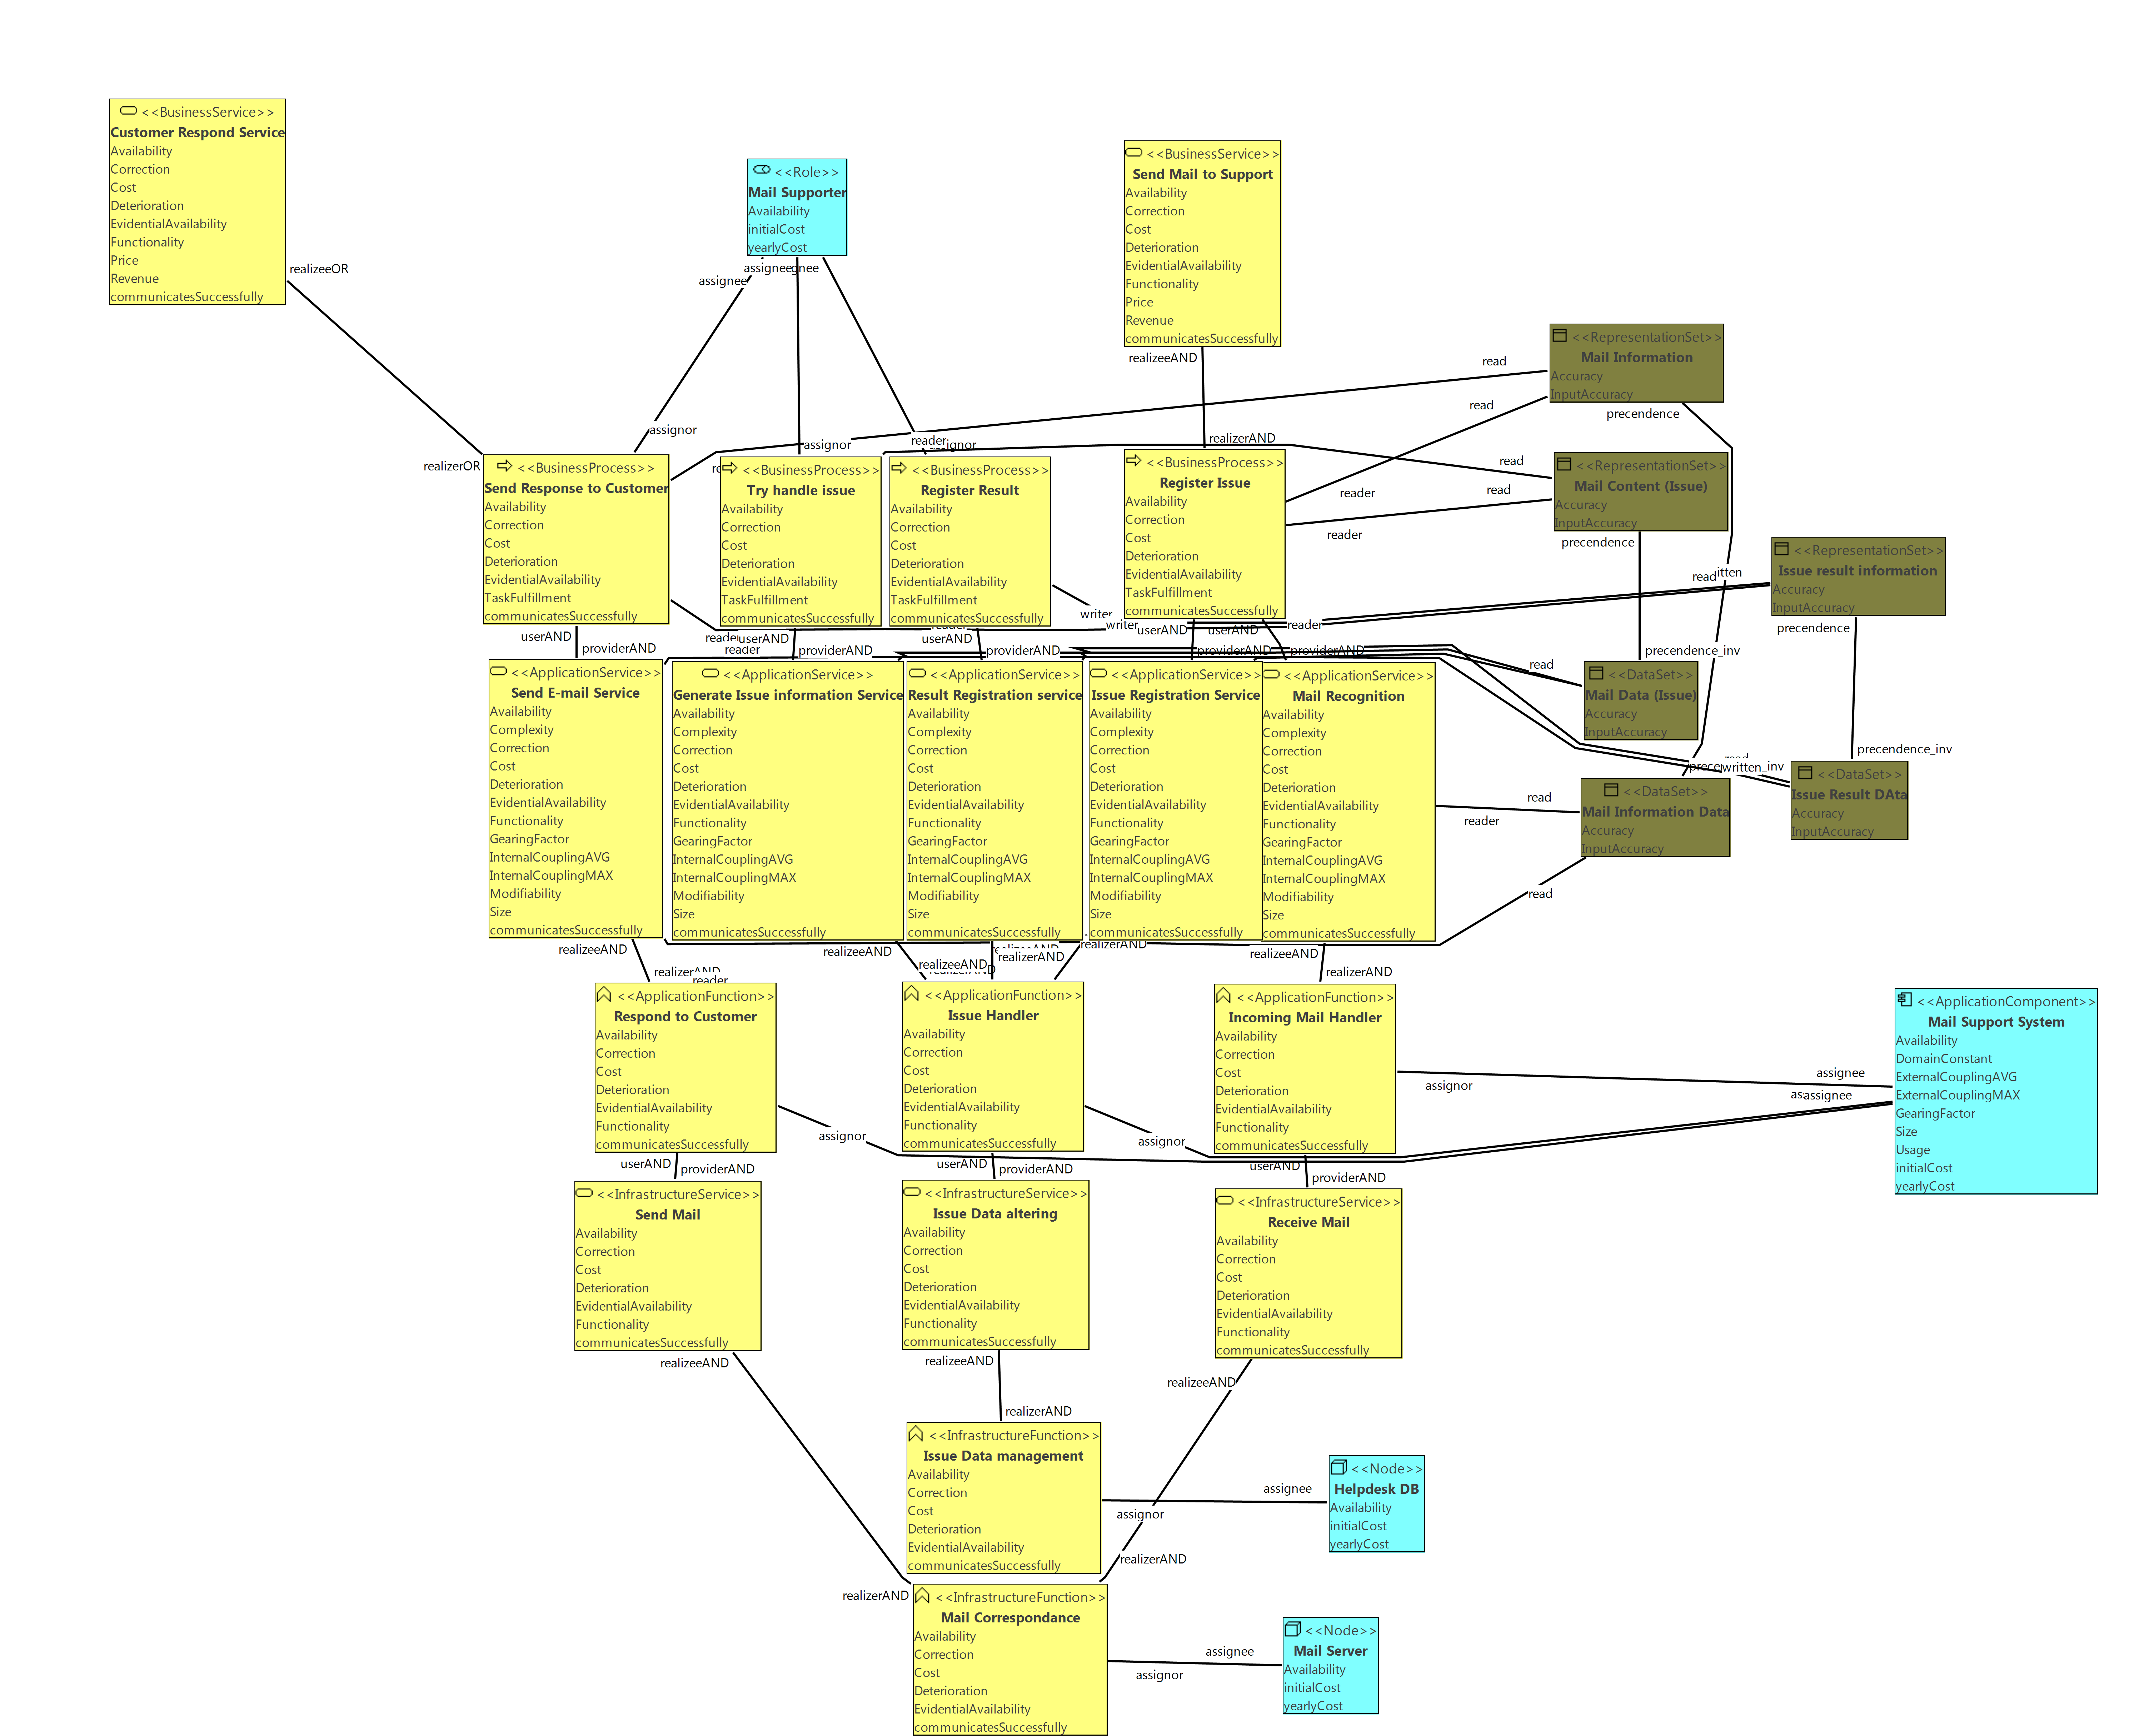 <<BusinessService>>
Customer Respond Service
Availability
Correction
Cost
Deterioration
EvidentialAvailability
Functionality
Price
Revenue
communicatesSuccessfully
realizeeOR
<<Role>>
Mail Supporter
Availability
initialCost
yearlyCost
assignee
assignee
<<BusinessService>>
Send Mail to Support
Availability
Correction
Cost
Deterioration
EvidentialAvailability
Functionality
Price
Revenue
communicatesSuccessfully
realizeeAND
<<RepresentationSet>>
Mail Information
Accuracy
InputAccuracy
read
read
precendence
assignor
assignor
reader
realizerAND
realizerOR
<<BusinessProcess>>
Send Response to Customer
Availability
Correction
Cost
Deterioration
EvidentialAvailability
TaskFulfillment
communicatesSuccessfully
<<BusinessProcess>>
Try handle issue
Availability
Correction
Cost
Deterioration
EvidentialAvailability
TaskFulfillment
communicatesSuccessfully
<<BusinessProcess>>
Register Result
Availability
Correction
Cost
Deterioration
EvidentialAvailability
TaskFulfillment
communicatesSuccessfully
<<BusinessProcess>>
Register Issue
Availability
Correction
Cost
Deterioration
EvidentialAvailability
TaskFulfillment
communicatesSuccessfully
reader
reader
read
read
<<RepresentationSet>>
Mail Content (Issue)
Accuracy
InputAccuracy
precendence
<<RepresentationSet>>
Issue result information
Accuracy
InputAccuracy
read
precendence
writer
writer
reader
userAND
providerAND
reader
userAND
providerAND
userAND
providerAND
userAND
providerAND
userAND
providerAND
read
precendence_inv
<<ApplicationService>>
Send E-mail Service
Availability
Complexity
Correction
Cost
Deterioration
EvidentialAvailability
Functionality
GearingFactor
InternalCouplingAVG
InternalCouplingMAX
Modifiability
Size
communicatesSuccessfully
<<ApplicationService>>
Generate Issue information Service
Availability
Complexity
Correction
Cost
Deterioration
EvidentialAvailability
Functionality
GearingFactor
InternalCouplingAVG
InternalCouplingMAX
Modifiability
Size
communicatesSuccessfully
<<ApplicationService>>
Result Registration service
Availability
Complexity
Correction
Cost
Deterioration
EvidentialAvailability
Functionality
GearingFactor
InternalCouplingAVG
InternalCouplingMAX
Modifiability
Size
communicatesSuccessfully
<<ApplicationService>>
Issue Registration Service
Availability
Complexity
Correction
Cost
Deterioration
EvidentialAvailability
Functionality
GearingFactor
InternalCouplingAVG
InternalCouplingMAX
Modifiability
Size
communicatesSuccessfully
<<ApplicationService>>
Mail Recognition
Availability
Complexity
Correction
Cost
Deterioration
EvidentialAvailability
Functionality
GearingFactor
InternalCouplingAVG
InternalCouplingMAX
Modifiability
Size
communicatesSuccessfully
<<DataSet>>
Mail Data (Issue)
Accuracy
InputAccuracy
written_inv
precendence_inv
<<DataSet>>
Mail Information Data
Accuracy
InputAccuracy
<<DataSet>>
Issue Result DAta
Accuracy
InputAccuracy
read
reader
read
realizeeAND
realizerAND
reader
realizeeAND
realizeeAND
realizerAND
realizerAND
realizeeAND
realizerAND
<<ApplicationFunction>>
Respond to Customer
Availability
Correction
Cost
Deterioration
EvidentialAvailability
Functionality
communicatesSuccessfully
<<ApplicationFunction>>
Issue Handler
Availability
Correction
Cost
Deterioration
EvidentialAvailability
Functionality
communicatesSuccessfully
<<ApplicationFunction>>
Incoming Mail Handler
Availability
Correction
Cost
Deterioration
EvidentialAvailability
Functionality
communicatesSuccessfully
<<ApplicationComponent>>
Mail Support System
Availability
DomainConstant
ExternalCouplingAVG
ExternalCouplingMAX
GearingFactor
Size
Usage
initialCost
yearlyCost
assignee
assignor
assignee
assignor
assignor
userAND
providerAND
userAND
providerAND
userAND
providerAND
<<InfrastructureService>>
Send Mail
Availability
Correction
Cost
Deterioration
EvidentialAvailability
Functionality
communicatesSuccessfully
<<InfrastructureService>>
Issue Data altering
Availability
Correction
Cost
Deterioration
EvidentialAvailability
Functionality
communicatesSuccessfully
<<InfrastructureService>>
Receive Mail
Availability
Correction
Cost
Deterioration
EvidentialAvailability
Functionality
communicatesSuccessfully
realizeeAND
realizeeAND
realizeeAND
realizerAND
<<InfrastructureFunction>>
Issue Data management
Availability
Correction
Cost
Deterioration
EvidentialAvailability
communicatesSuccessfully
assignee
assignor
<<Node>>
Helpdesk DB
Availability
initialCost
yearlyCost
realizerAND
realizerAND
<<InfrastructureFunction>>
Mail Correspondance
Availability
Correction
Cost
Deterioration
EvidentialAvailability
communicatesSuccessfully
assignee
assignor
<<Node>>
Mail Server
Availability
initialCost
yearlyCost